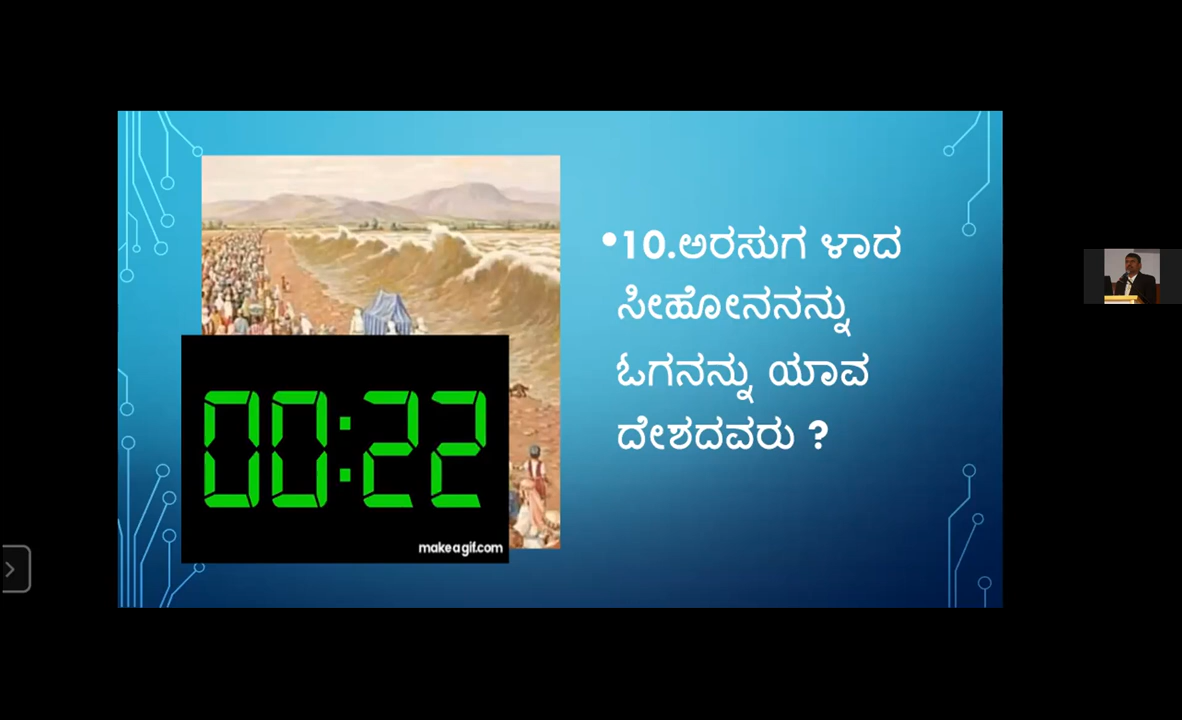 •10.ಅರಸುಗ ಳಾದ
ಸೀಹೋನನನ್ನು
ಓಗನನ್ನು ಯಾವ
ದೇಶದವರು ?
00:22
makeagif.com